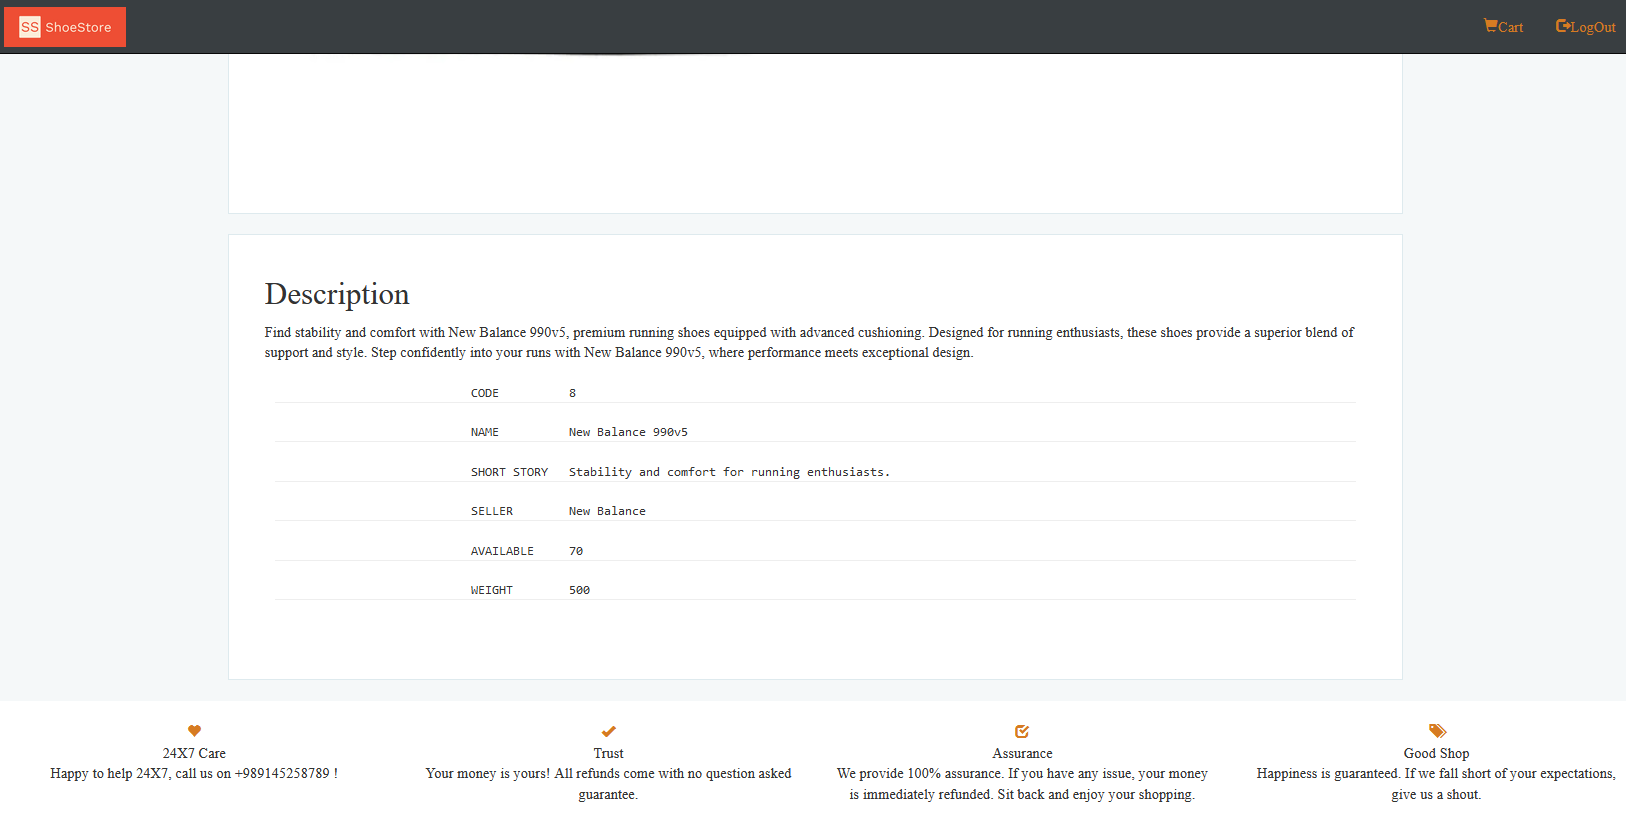 SS ShoeStore
Cart
LogOut
Description
Find stability and comfort with New Balance 990v5, premium running shoes equipped with advanced cushioning. Designed for running enthusiasts, these shoes provide a superior blend of
support and style. Step confidently into your runs with New Balance 990v5, where performance meets exceptional design.
CODE 8
NAME New Balance 990v5
SHORT STORY Stability and comfort for running enthusiasts.
SELLER New Balance
AVAILABLE 70
WEIGHT 500
24X7 Care
Happy to help 24X7, call us on +989145258789 !
Trust
Your money is yours! All refunds come with no question asked
guarantee.
Assurance
We provide 100% assurance. If you have any issue, your money
is immediately refunded. Sit back and enjoy your shopping.
Good Shop
Happiness is guaranteed. If we fall short of your expectations,
give us a shout.